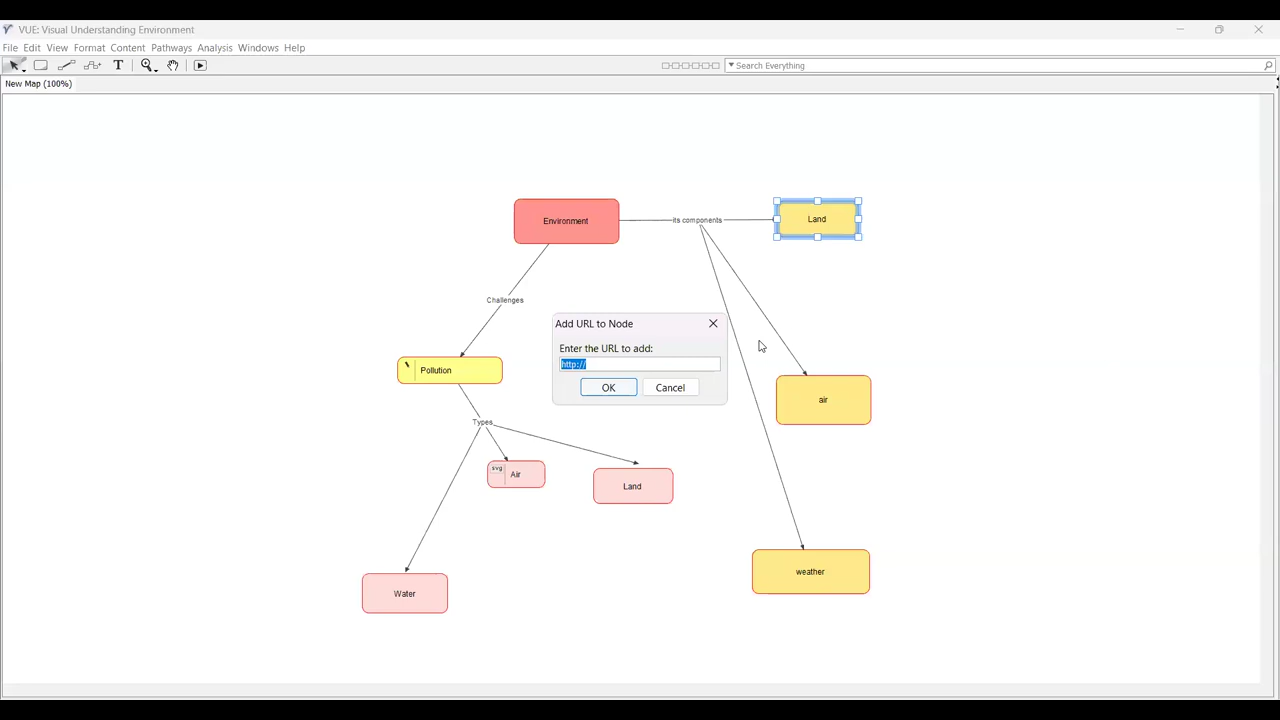 VUE: Visual Understanding Environment
File Edit View Format Content Pathways Analysis Windows Help
T
Search Everything
New Map (100%)
Environment
its components
Land
Challenges
Add URL to Node
Enter the URL to add:
http://
OK Cancel
Pollution
air
Types
svg
Air
Land
weather
Water